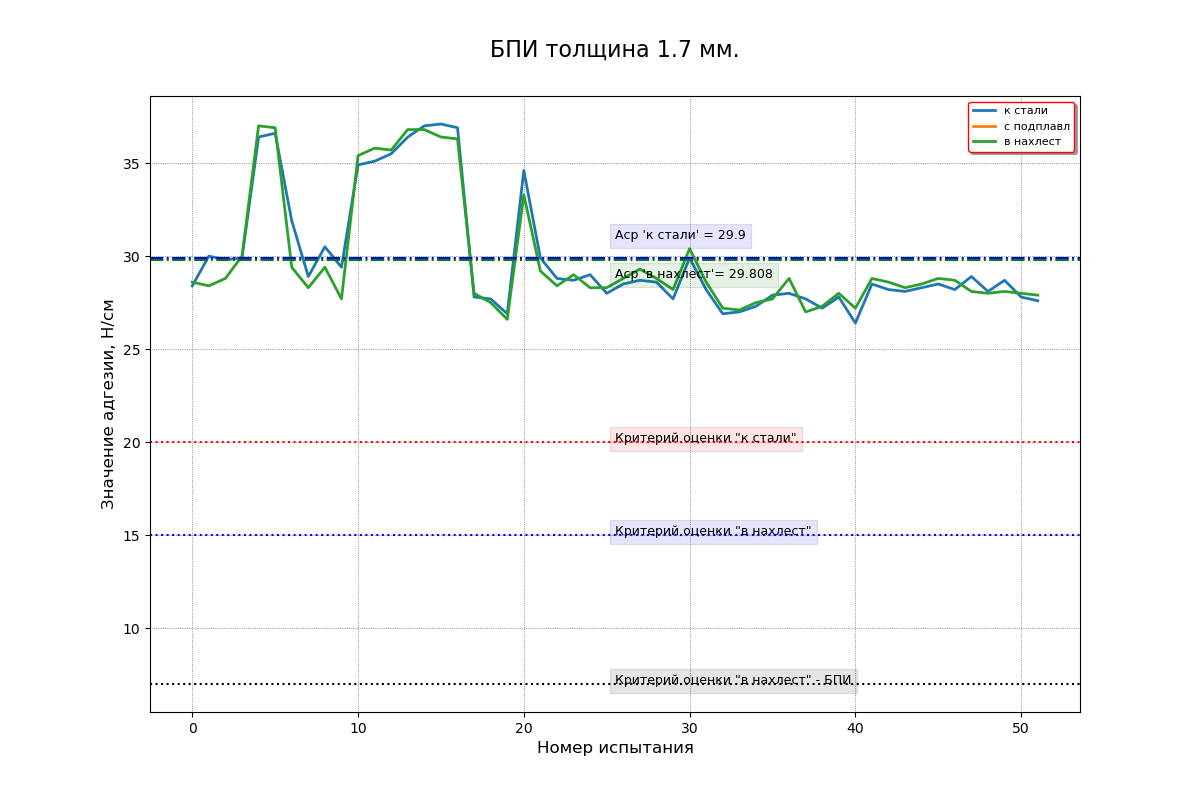 БПИ толщина 1.7 мм.
к стали
с подплавл
в нахлест
35
Аср 'к стали' = 29.9
30
Аср 'в нахлест'= 29.808
Значение адгезии, Н/см
25
20
Критерий оценки "к стали"
15
Критерий оценки "в нахлест"
10
Критерий оценки "в нахлест" - БПИ
0
10
20
30
40
50
Номер испытания